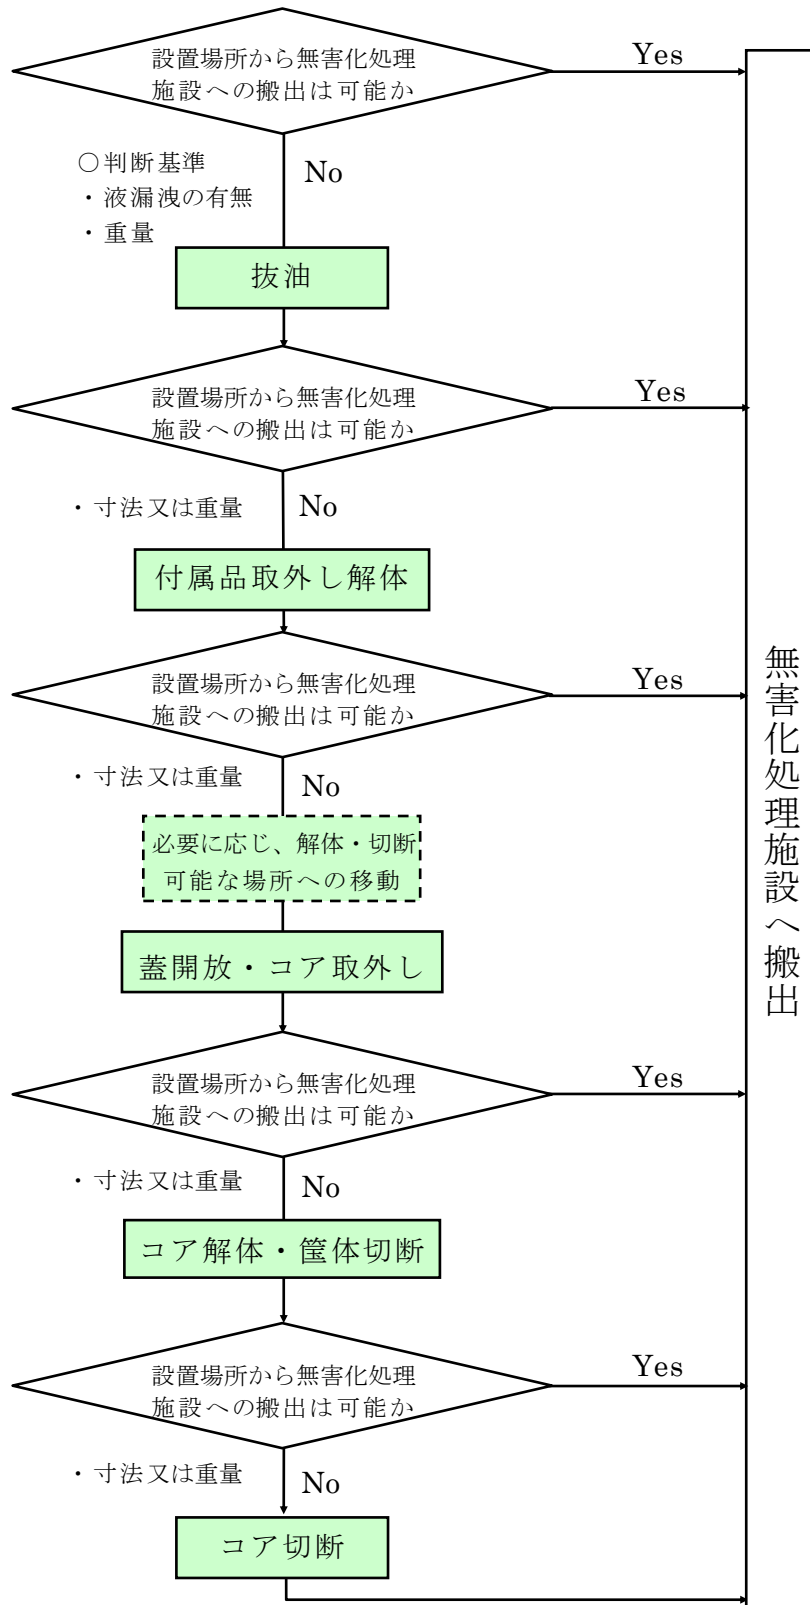 設置場所から無害化処理
施設への搬出は可能か
Yes
○判断基準
・液漏洩の有無
・重量
No
抜油
設置場所から無害化処理
施設への搬出は可能か
Yes
・寸法又は重量
No
付属品取外し解体
設置場所から無害化処理
施設への搬出は可能か
Yes
・寸法又は重量
No
必要に応じ、解体・切断
可能な場所への移動
蓋開放・コア取外し
設置場所から無害化処理
施設への搬出は可能か
Yes
・寸法又は重量
No
コア解体・筐体切断
設置場所から無害化処理
施設への搬出は可能か
Yes
・寸法又は重量
No
コア切断
無害化処理施設へ搬出